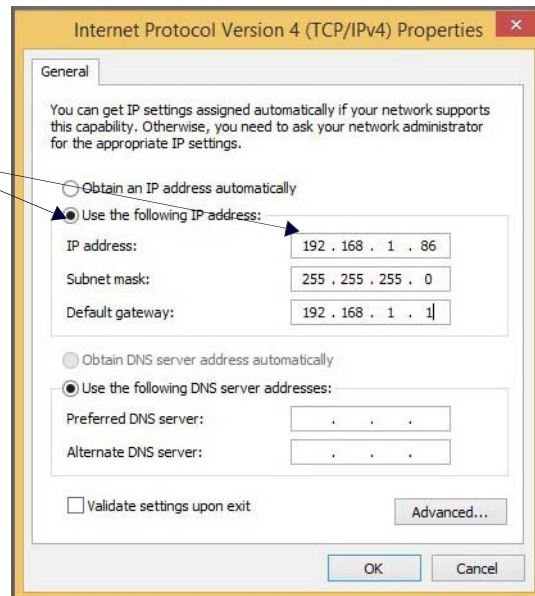 Internet Protocol Version 4 (TCP/IPv4) Properties
General
You can get IP settings assigned automatically if your network supports
this capability. Otherwise, you need to ask your network administrator
for the appropriate IP settings.
Obtain an IP address automatically
Use the following IP address:
IP address: 192 . 168 . 1 . 86
Subnet mask: 255 . 255 . 255 . 0
Default gateway: 192 . 168 . 1 . 1
Obtain DNS server address automatically
Use the following DNS server addresses:
Preferred DNS server: . . .
Alternate DNS server: . . .
Validate settings upon exit
Advanced...
OK Cancel